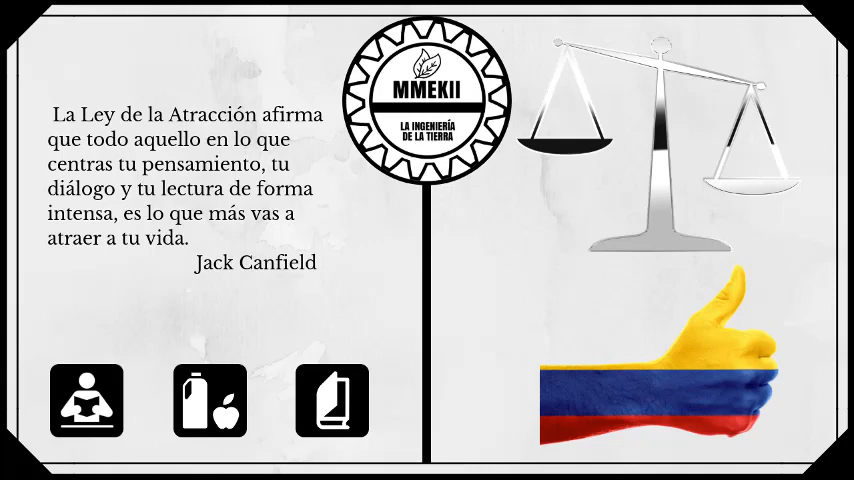 La Ley de la Atracción afirma
que todo aquello en lo que
centras tu pensamiento, tu
diálogo y tu lectura de forma
intensa, es lo que más vas a
atraer a tu vida.
Jack Canfield
MMEKII
LA INGENIERÍA
DE LA TIERRA